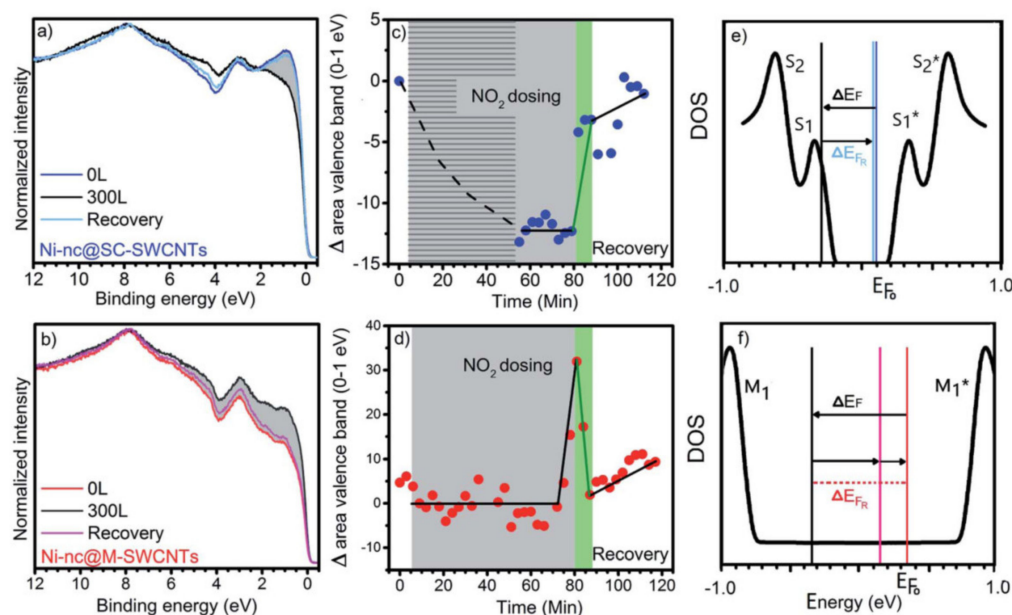 a)
Normalized intensity
0L
300L
Recovery
Ni-nc@SC-SWCNTs
12 10 8 6 4 2 0
Binding energy (eV)
c)
Δ area valence band (0-1 eV)
5
0
-5
-10
-15
NO2 dosing
Recovery
0 20 40 60 80 100 120
Time (Min)
e)
DOS
S2
S1
S2*
S1*
ΔEF
ΔEFR
-1.0 EF0 1.0
b)
Normalized intensity
0L
300L
Recovery
Ni-nc@M-SWCNTs
12 10 8 6 4 2 0
Binding energy (eV)
d)
Δ area valence band (0-1 eV)
40
30
20
10
0
-10
NO2 dosing
Recovery
0 20 40 60 80 100 120
Time (Min)
f)
DOS
M1
M1*
ΔEF
ΔEFR
-1.0 Energy (eV) EF0 1.0